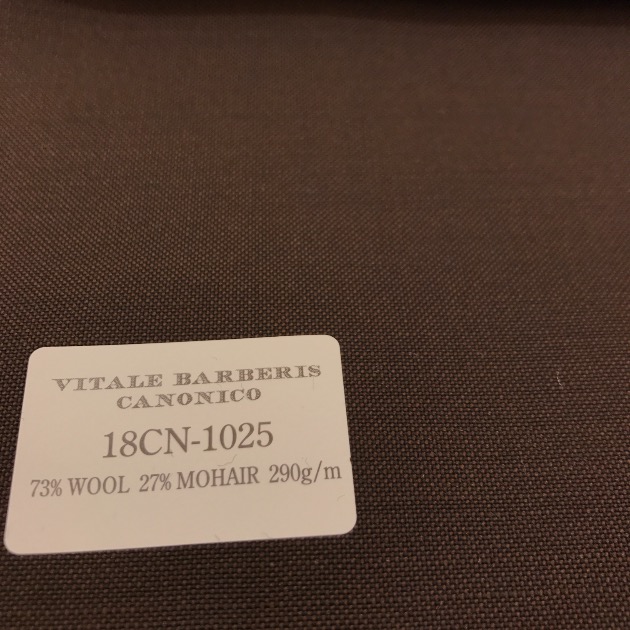 VITALE BARBERIS
CANONICO
18CN-1025
73% WOOL 27% MOHAIR 290g/m